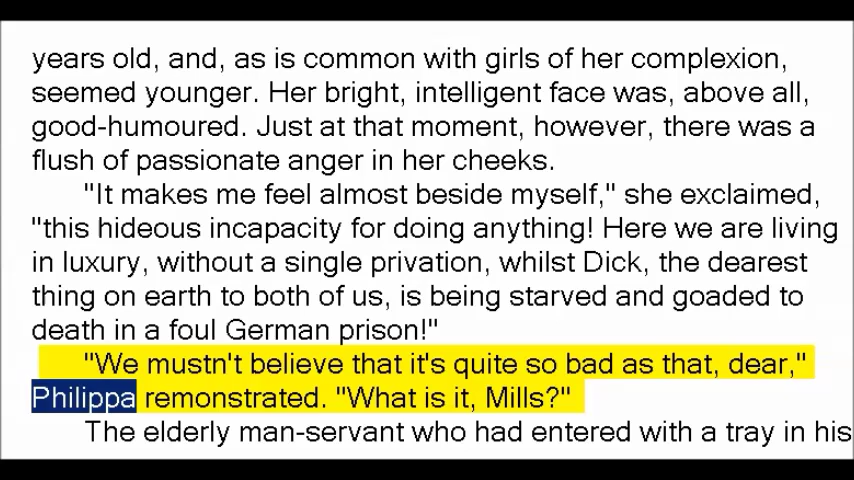 years old, and, as is common with girls of her complexion,
seemed younger. Her bright, intelligent face was, above all,
good-humoured. Just at that moment, however, there was a
flush of passionate anger in her cheeks.
"It makes me feel almost beside myself," she exclaimed,
"this hideous incapacity for doing anything! Here we are living
in luxury, without a single privation, whilst Dick, the dearest
thing on earth to both of us, is being starved and goaded to
death in a foul German prison!"
"We mustn't believe that it's quite so bad as that, dear,"
Philippa remonstrated. "What is it, Mills?"
The elderly man-servant who had entered with a tray in his